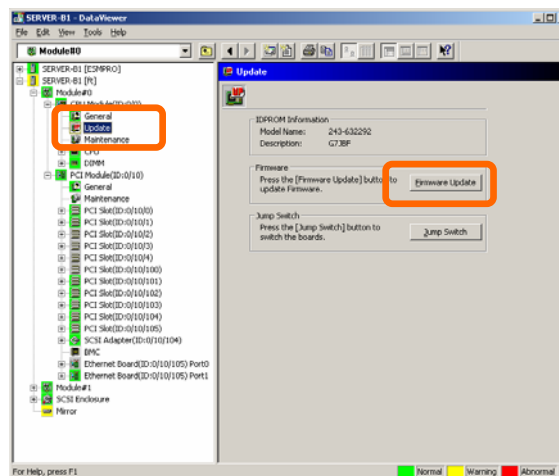 SERVER-B1 - DataViewer
File Edit View Tools Help
Module#0
SERVER-B1 [ESMPRO]
SERVER-B1 [ft]
Module#0
CPU Module(ID:0/0)
General
Update
Maintenance
CPU
DIMM
PCI Module(ID:0/10)
General
Maintenance
PCI Slot(ID:0/10/0)
PCI Slot(ID:0/10/1)
PCI Slot(ID:0/10/2)
PCI Slot(ID:0/10/3)
PCI Slot(ID:0/10/4)
PCI Slot(ID:0/10/100)
PCI Slot(ID:0/10/101)
PCI Slot(ID:0/10/102)
PCI Slot(ID:0/10/103)
PCI Slot(ID:0/10/104)
PCI Slot(ID:0/10/105)
SCSI Adapter(ID:0/10/104)
BMC
Ethernet Board(ID:0/10/105) Port0
Ethernet Board(ID:0/10/105) Port1
Module#1
SCSI Enclosure
Mirror
Update
IDPROM Information
Model Name: 243-632292
Description: G7JBF
Firmware
Press the [Firmware Update] button to
update Firmware.
Firmware Update
Jump Switch
Press the [Jump Switch] button to
switch the boards.
Jump Switch
For Help, press F1
Normal Warning Abnormal